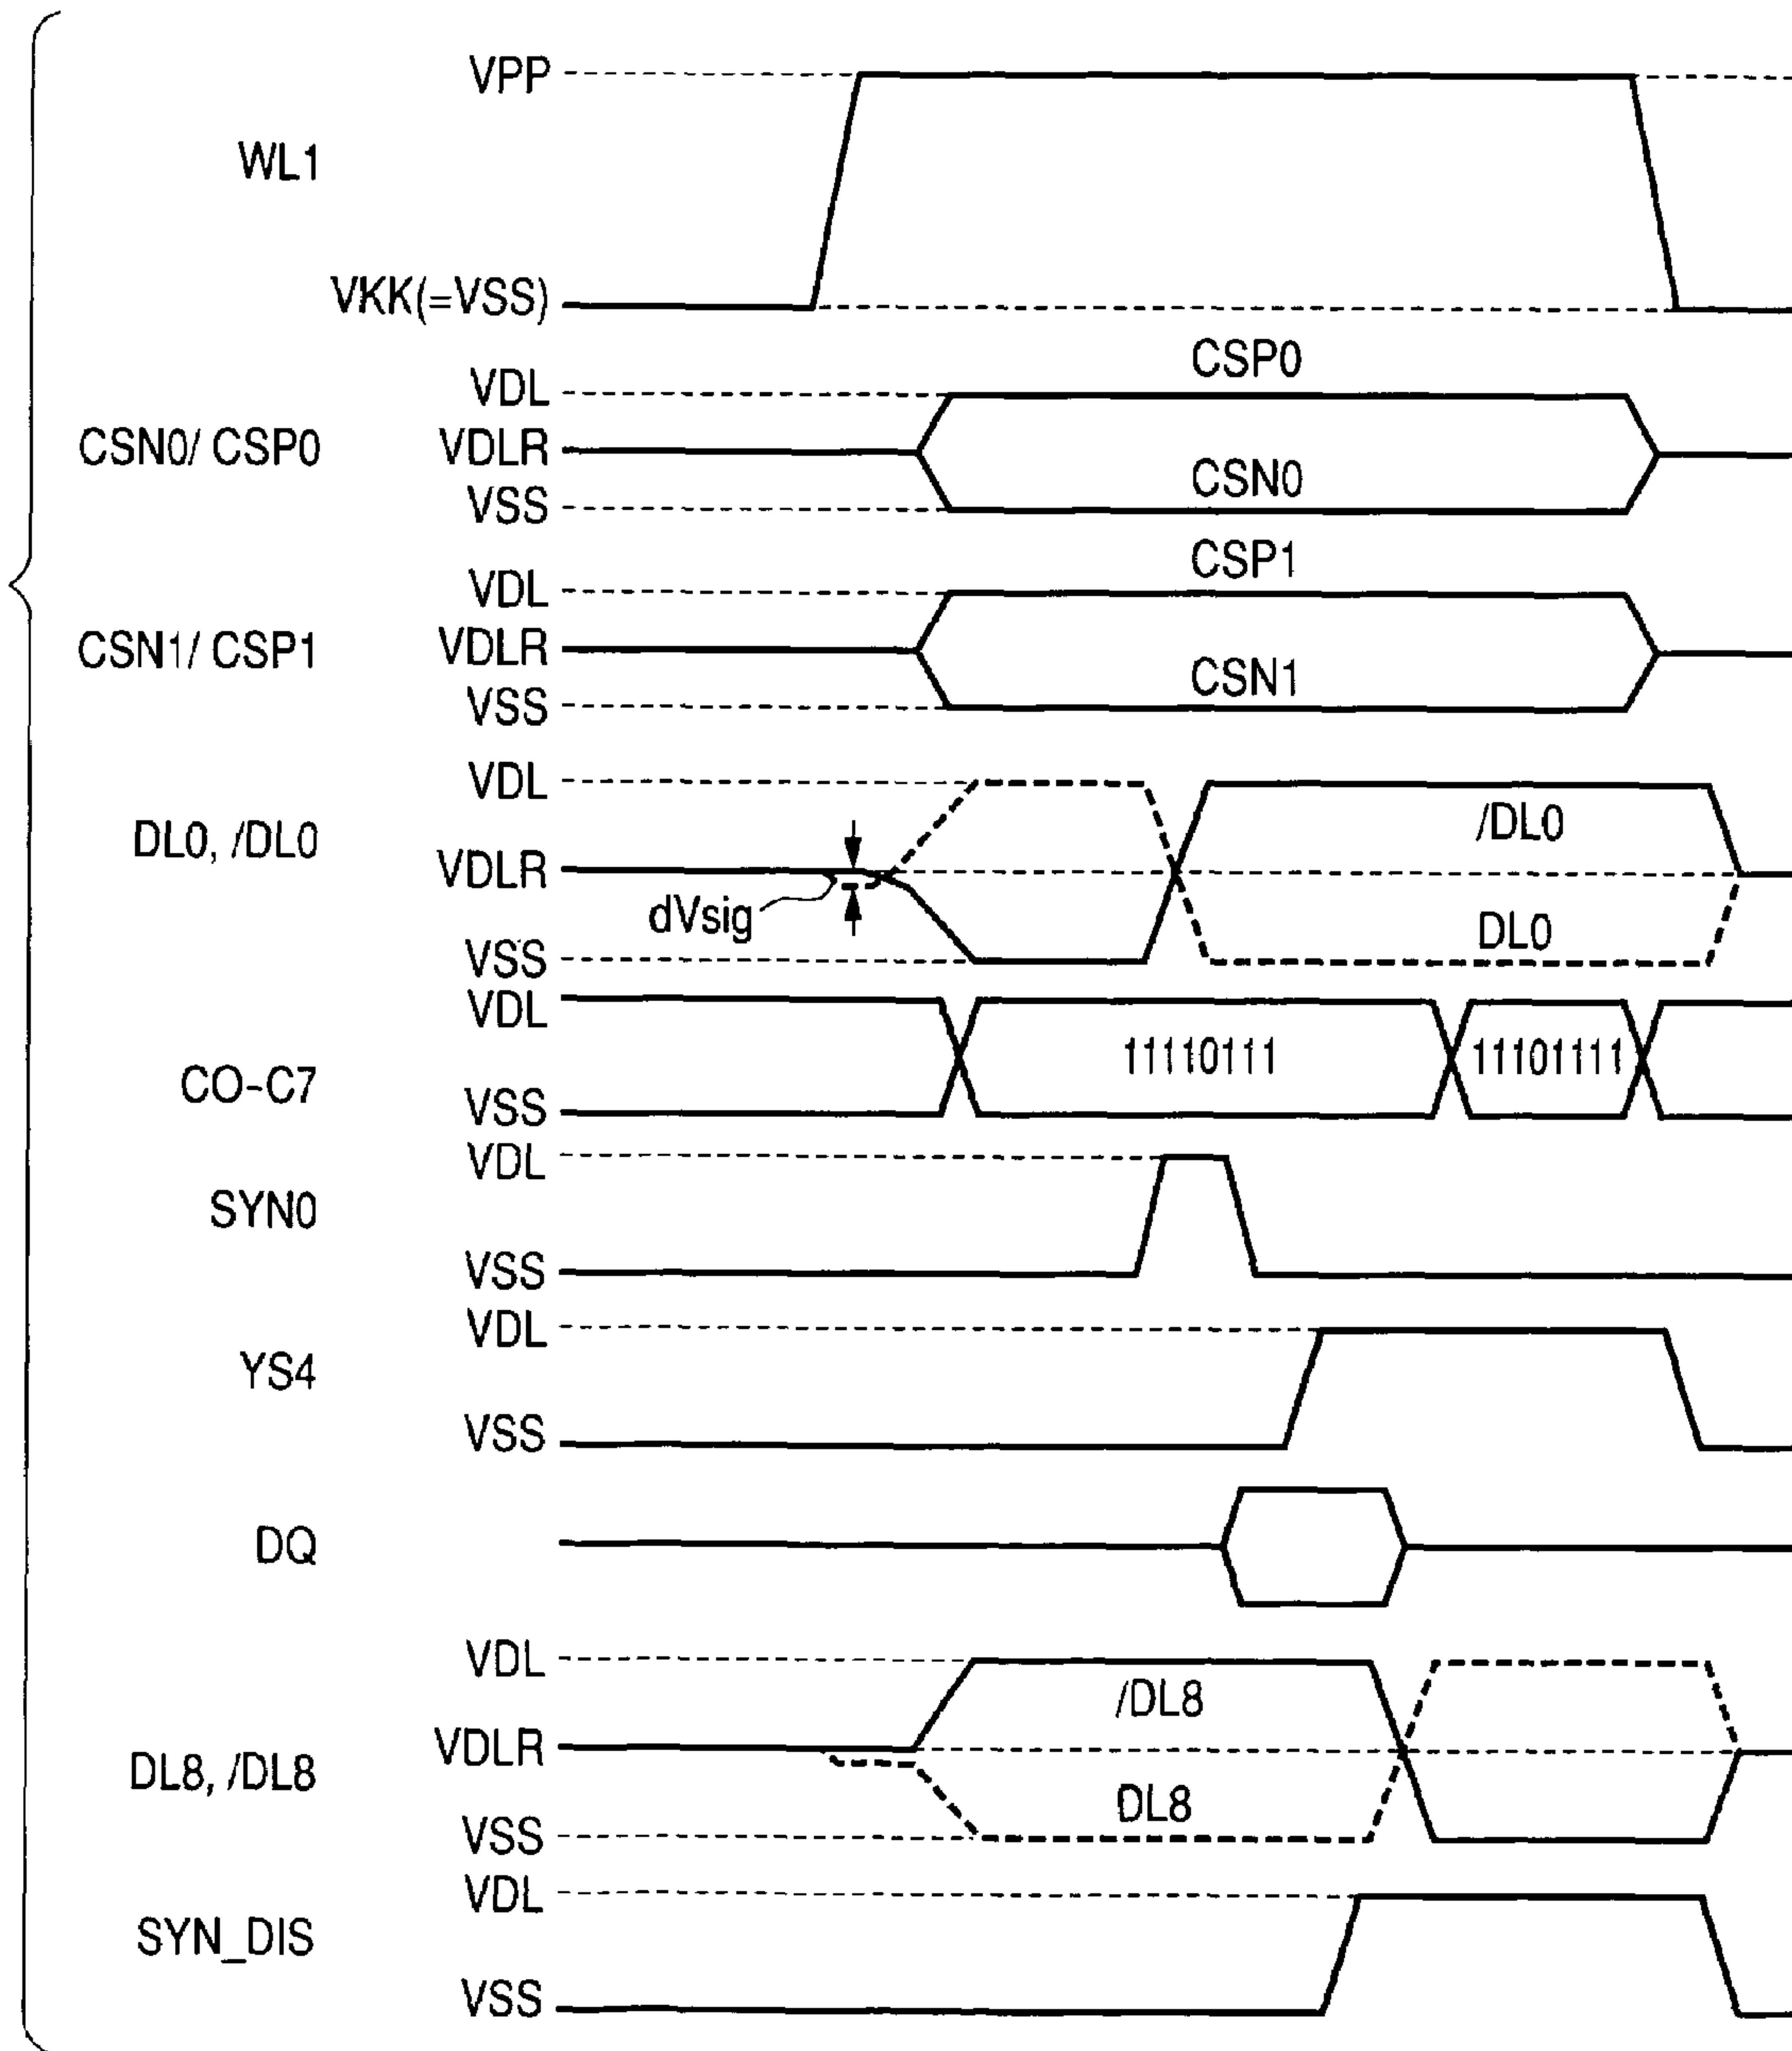 VPP
WL1
VKK(=VSS)
CSP0
VDL
CSN0/ CSP0
VDLR
CSN0
VSS
CSP1
VDL
CSN1/ CSP1
VDLR
CSN1
VSS
VDL
/DL0
DL0, /DL0
VDLR
dVsig
DL0
VSS
VDL
11110111
11101111
CO-C7
VSS
VDL
SYN0
VSS
VDL
YS4
VSS
DQ
VDL
/DL8
VDLR
DL8, /DL8
DL8
VSS
VDL
SYN_DIS
VSS